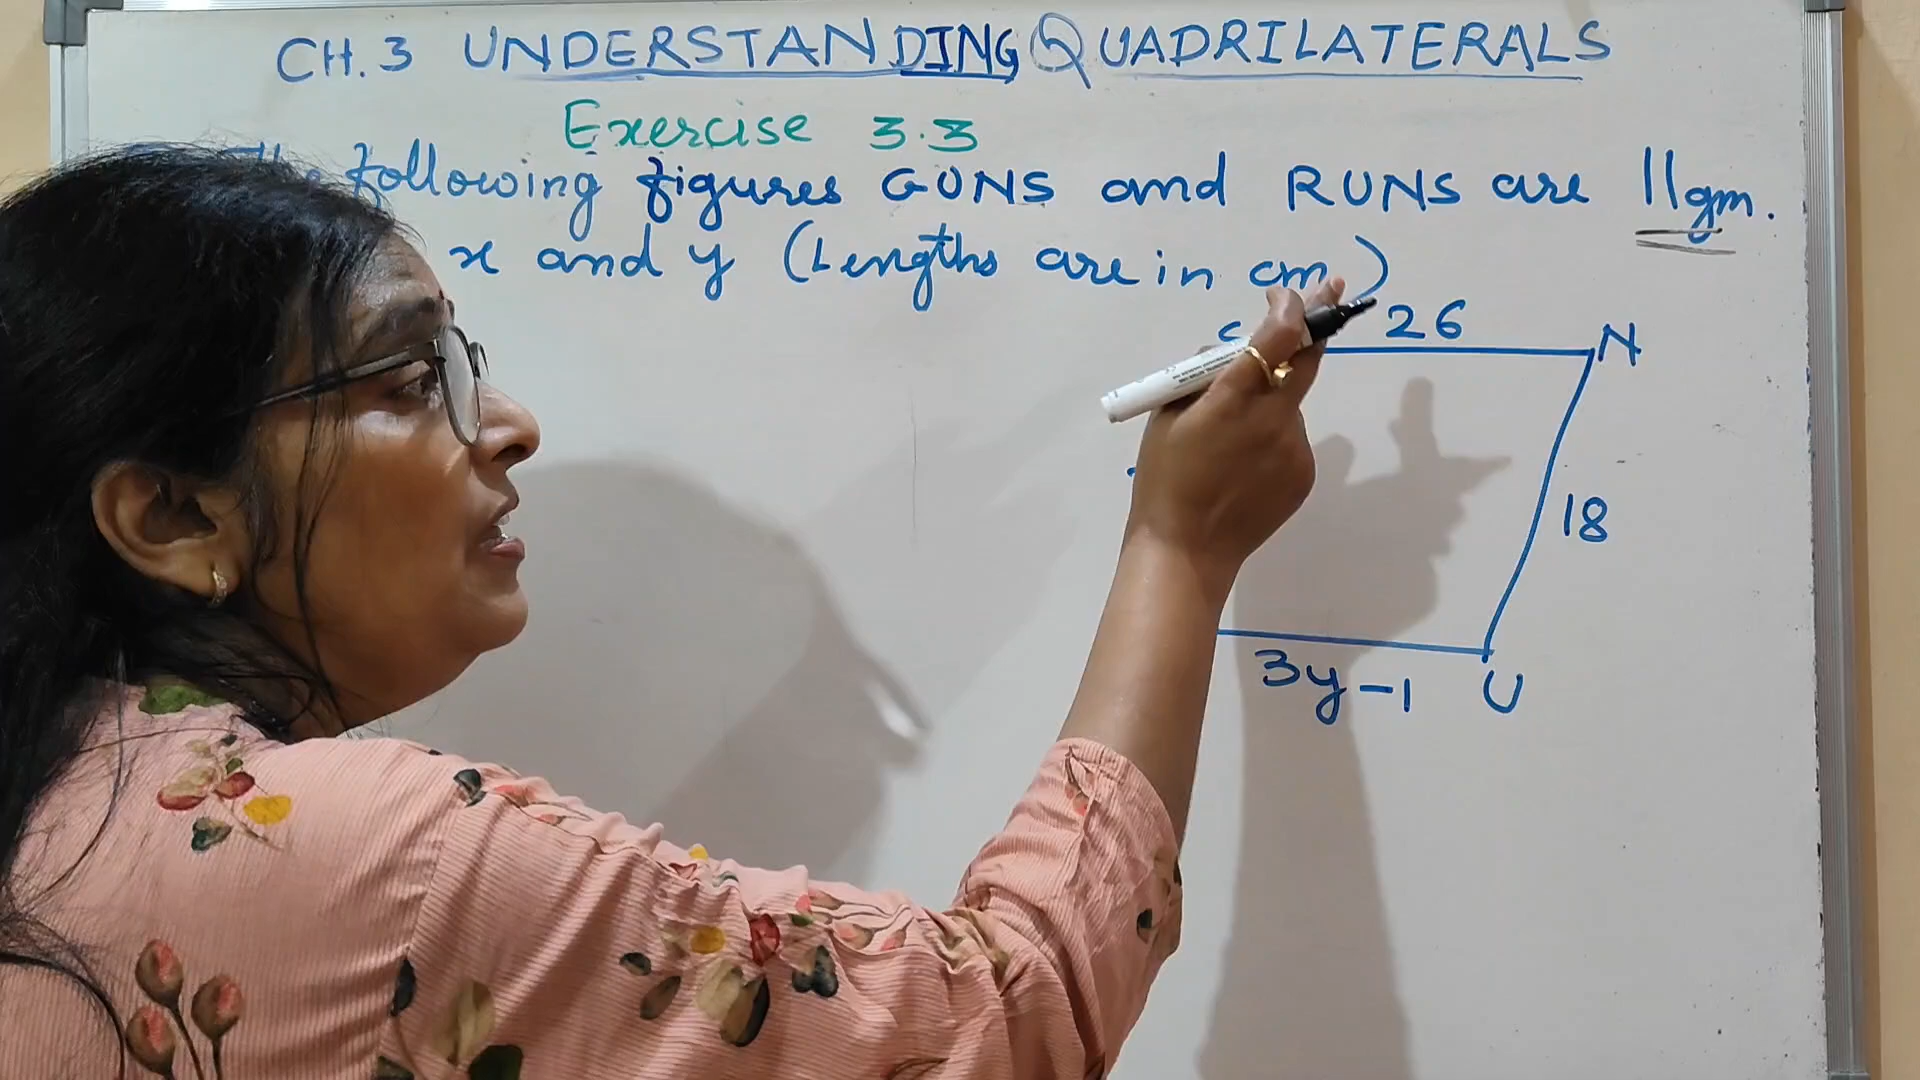 CH.3 UNDERSTANDING QUADRILATERALS
Exercise 3.3
following figures GUNS and RUNS are ||gm.
x and y (Lengths are in cm)
26
N
18
3y-1
U